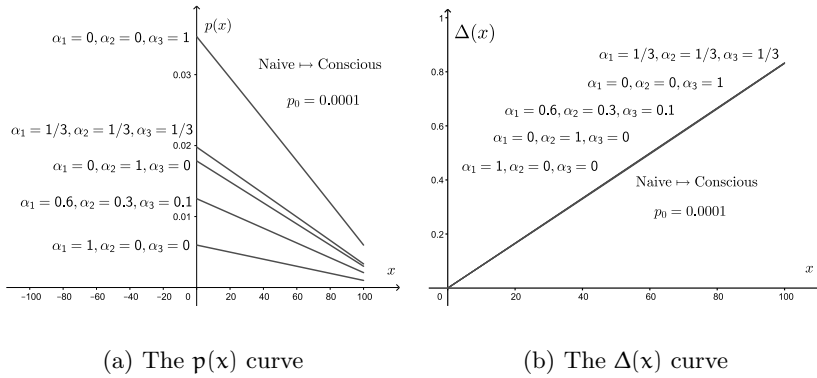 p(x)
α₁ = 0, α₂ = 0, α₃ = 1
0.03
Naive ↦ Conscious
p₀ = 0.0001
α₁ = 1/3, α₂ = 1/3, α₃ = 1/3
0.02
α₁ = 0, α₂ = 1, α₃ = 0
α₁ = 0.6, α₂ = 0.3, α₃ = 0.1
0.01
α₁ = 1, α₂ = 0, α₃ = 0
x
−100 −80 −60 −40 −20 0 20 40 60 80 100
(a) The p(x) curve
1
Δ(x)
α₁ = 1/3, α₂ = 1/3, α₃ = 1/3
0.8
α₁ = 0, α₂ = 0, α₃ = 1
α₁ = 0.6, α₂ = 0.3, α₃ = 0.1
0.6
α₁ = 0, α₂ = 1, α₃ = 0
α₁ = 1, α₂ = 0, α₃ = 0
0.4
Naive ↦ Conscious
p₀ = 0.0001
0.2
x
0 20 40 60 80 100
(b) The Δ(x) curve